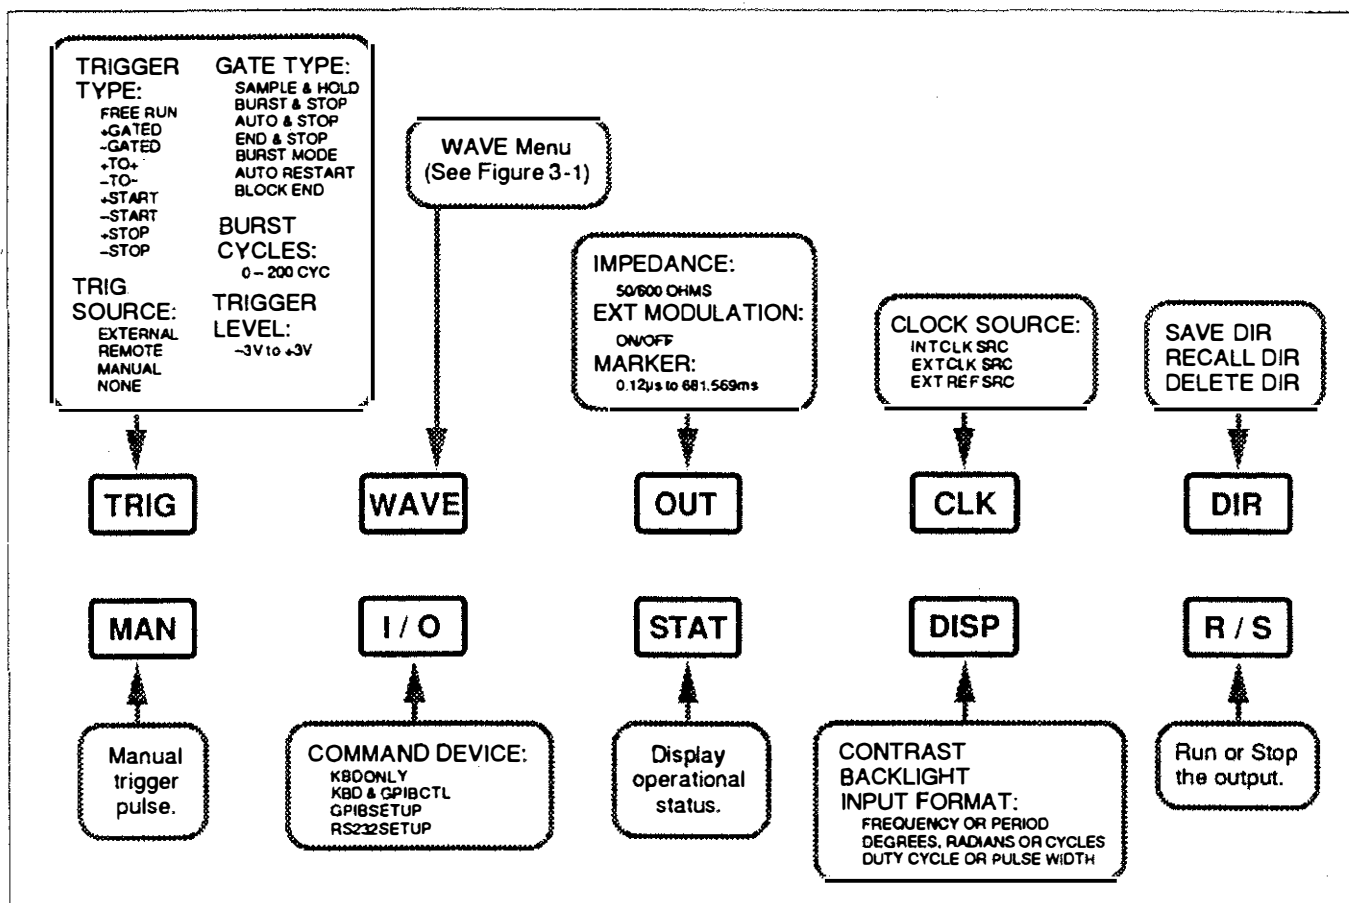 TRIGGER
TYPE:
FREE RUN
+GATED
-GATED
+TO+
-TO-
+START
-START
+STOP
-STOP
TRIG
SOURCE:
EXTERNAL
REMOTE
MANUAL
NONE
GATE TYPE:
SAMPLE & HOLD
BURST & STOP
AUTO & STOP
END & STOP
BURST MODE
AUTO RESTART
BLOCK END
BURST
CYCLES:
0 – 200 CYC
TRIGGER
LEVEL:
-3V to +3V
WAVE Menu
(See Figure 3-1)
IMPEDANCE:
50/600 OHMS
EXT MODULATION:
ON/OFF
MARKER:
0.12µs to 681.569ms
CLOCK SOURCE:
INTCLK SRC
EXTCLK SRC
EXT REF SRC
SAVE DIR
RECALL DIR
DELETE DIR
TRIG
WAVE
OUT
CLK
DIR
MAN
I / O
STAT
DISP
R / S
Manual
trigger
pulse.
COMMAND DEVICE:
KBDONLY
KBD & GPIBCTL
GPIBSETUP
RS232SETUP
Display
operational
status.
CONTRAST
BACKLIGHT
INPUT FORMAT:
FREQUENCY OR PERIOD
DEGREES, RADIANS OR CYCLES
DUTY CYCLE OR PULSE WIDTH
Run or Stop
the output.